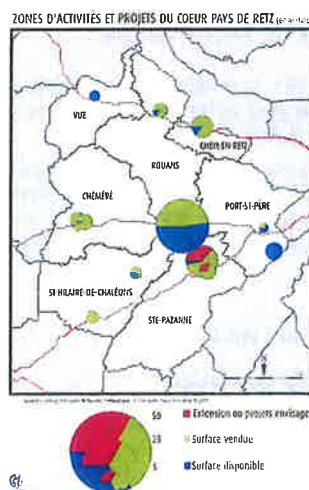 ZONES D'ACTIVITÉS ET PROJETS DU COEUR PAYS DE RETZ
VUE
CHEIX-EN-RETZ
ROUANS
CHÉMÉRÉ
PORT-ST-PÈRE
ST-HILAIRE-DE-CHALÉONS
STE-PAZANNE
50
Extension ou projets envisagé
25
Surface vendue
5
Surface disponible